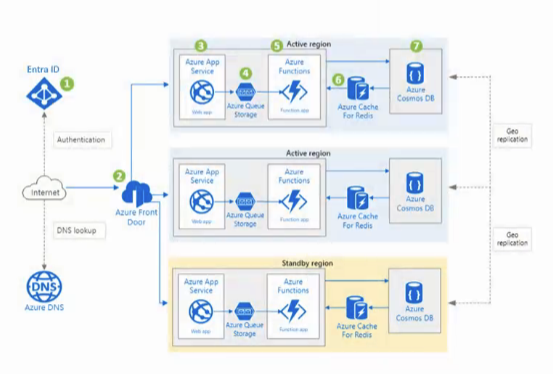 Entra ID
1
Authentication
Internet
DNS lookup
DNS
Azure DNS
2
Azure Front
Door
Active region
3
Azure App
Service
Web app
4
Azure Queue
Storage
5
Azure
Functions
Function app
6
Azure Cache
For Redis
7
Azure
Cosmos DB
Active region
Azure App
Service
Web app
Azure Queue
Storage
Azure
Functions
Function app
Azure Cache
For Redis
Azure
Cosmos DB
Standby region
Azure App
Service
Web app
Azure Queue
Storage
Azure
Functions
Function app
Azure Cache
For Redis
Azure
Cosmos DB
Geo
replication
Geo
replication